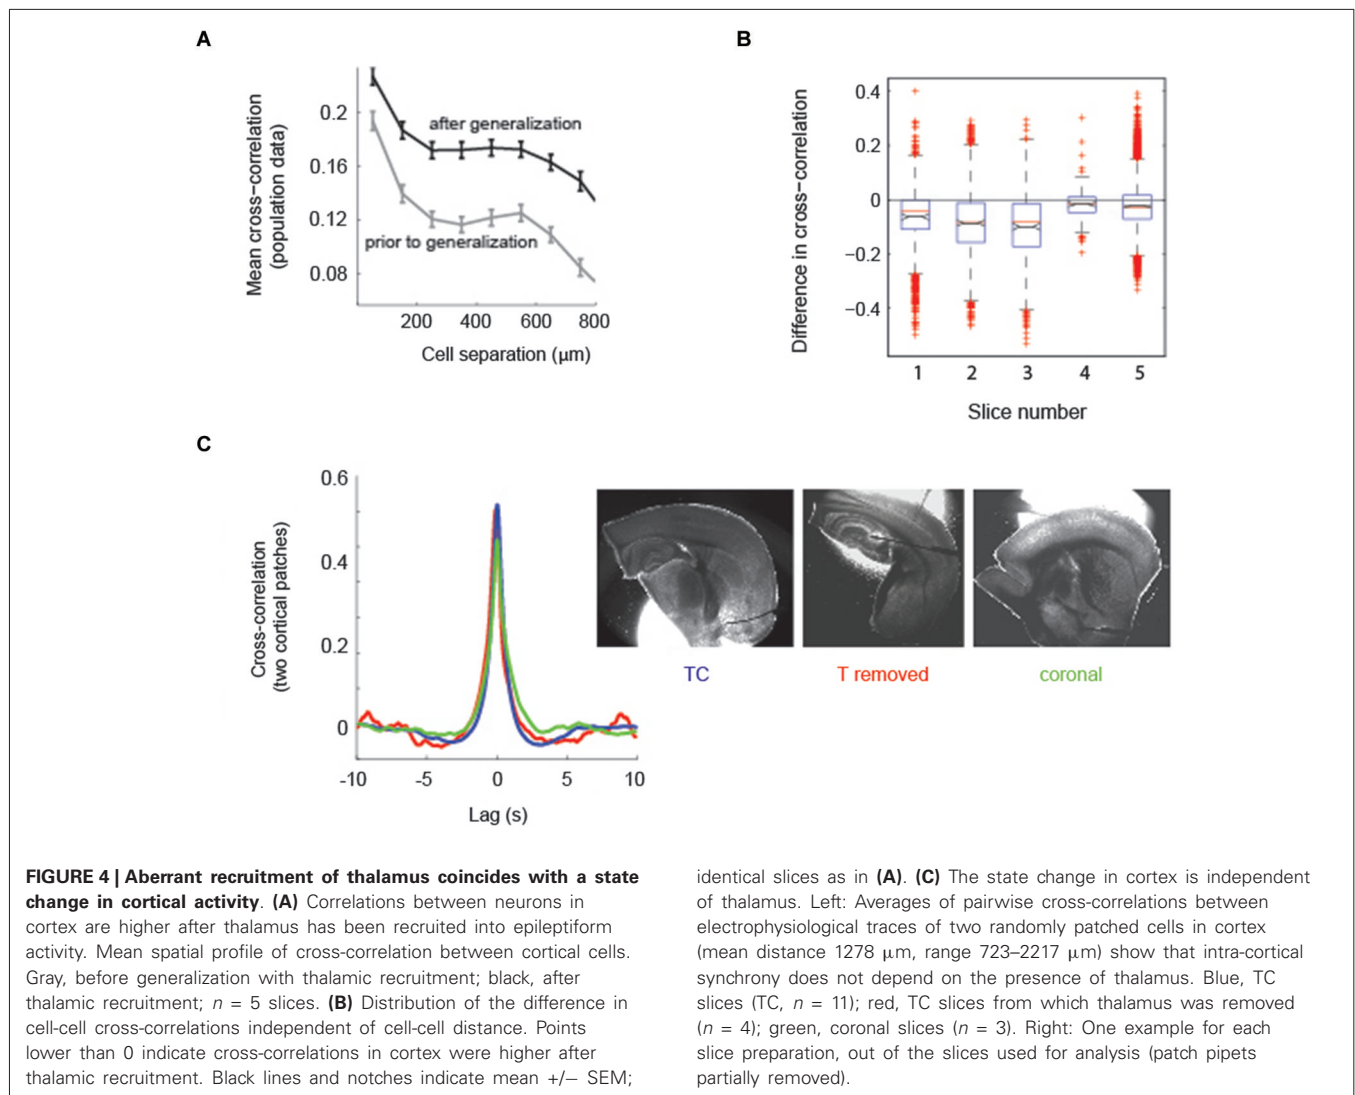 A
Mean cross-correlation
(population data)
0.2
0.16
0.12
0.08
after generalization
prior to generalization
200 400 600 800
Cell separation (μm)
B
Difference in cross-correlation
0.4
0.2
0
−0.2
−0.4
1 2 3 4 5
Slice number
C
Cross-correlation
(two cortical patches)
0.6
0.4
0.2
0
-10 -5 0 5 10
Lag (s)
TC
T removed
coronal
FIGURE 4 | Aberrant recruitment of thalamus coincides with a state
change in cortical activity. (A) Correlations between neurons in
cortex are higher after thalamus has been recruited into epileptiform
activity. Mean spatial profile of cross-correlation between cortical cells.
Gray, before generalization with thalamic recruitment; black, after
thalamic recruitment; n = 5 slices. (B) Distribution of the difference in
cell-cell cross-correlations independent of cell-cell distance. Points
lower than 0 indicate cross-correlations in cortex were higher after
thalamic recruitment. Black lines and notches indicate mean +/− SEM;
identical slices as in (A). (C) The state change in cortex is independent
of thalamus. Left: Averages of pairwise cross-correlations between
electrophysiological traces of two randomly patched cells in cortex
(mean distance 1278 μm, range 723–2217 μm) show that intra-cortical
synchrony does not depend on the presence of thalamus. Blue, TC
slices (TC, n = 11); red, TC slices from which thalamus was removed
(n = 4); green, coronal slices (n = 3). Right: One example for each
slice preparation, out of the slices used for analysis (patch pipets
partially removed).